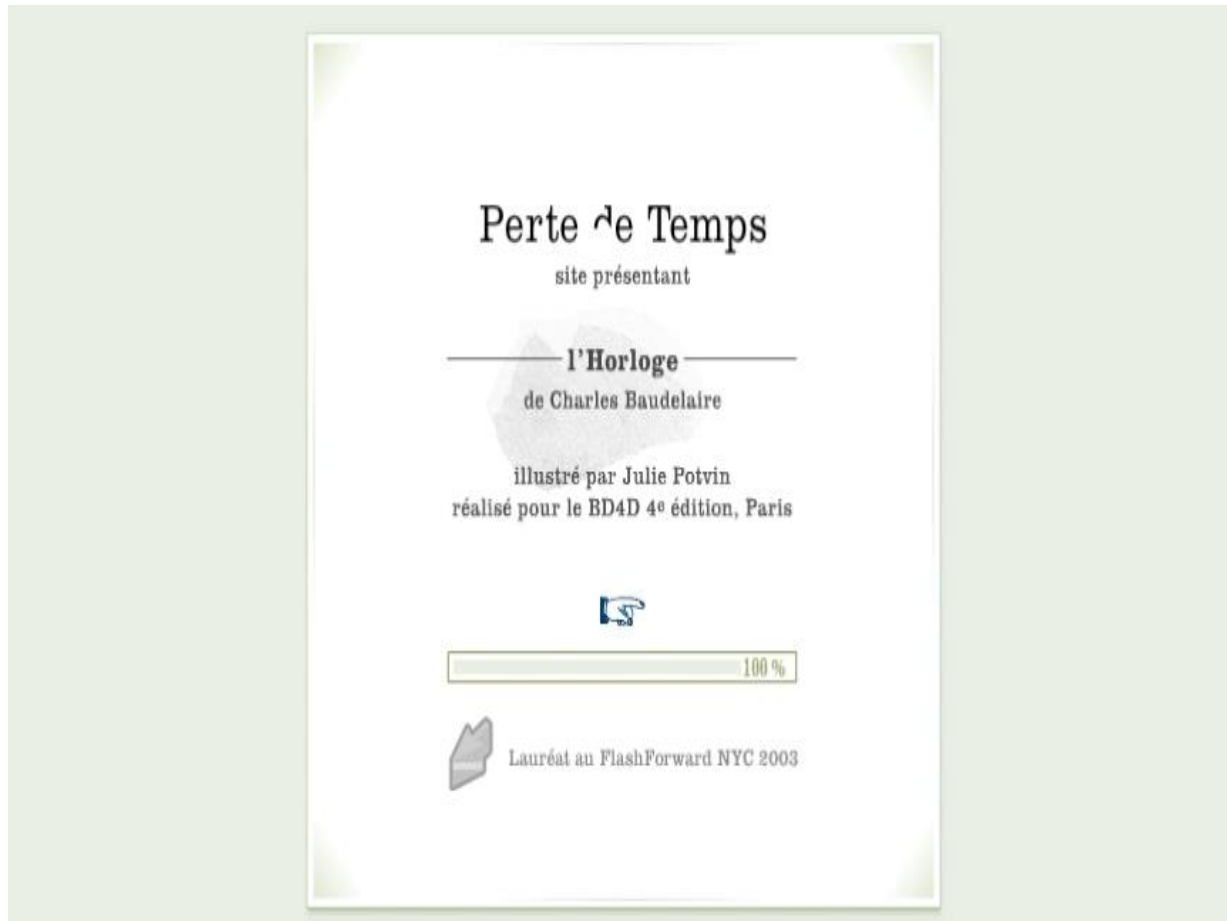 Perte de Temps
site présentant
l'Horloge
de Charles Baudelaire
illustré par Julie Potvin
réalisé pour le BD4D 4e édition, Paris
100 %
Lauréat au FlashForward NYC 2003